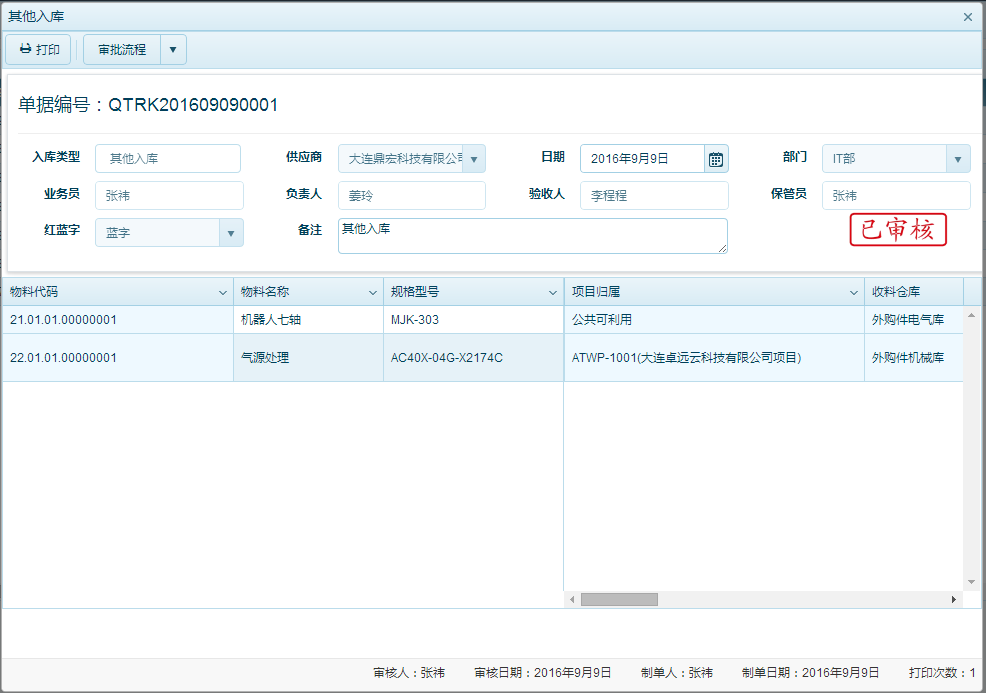 其他入库
打印 审批流程
单据编号：QTRK201609090001
入库类型 其他入库 供应商 大连鼎宏科技有限公司 日期 2016年9月9日 部门 IT部
业务员 张祎 负责人 姜玲 验收人 李程程 保管员 张祎
红蓝字 蓝字 备注 其他入库 已审核
物料代码 物料名称 规格型号 项目归属 收料仓库
21.01.01.00000001 机器人七轴 MJK-303 公共可利用 外购件电气库
22.01.01.00000001 气源处理 AC40X-04G-X2174C ATWP-1001(大连卓远云科技有限公司项目) 外购件机械库
审核人：张祎 审核日期：2016年9月9日 制单人：张祎 制单日期：2016年9月9日 打印次数：1